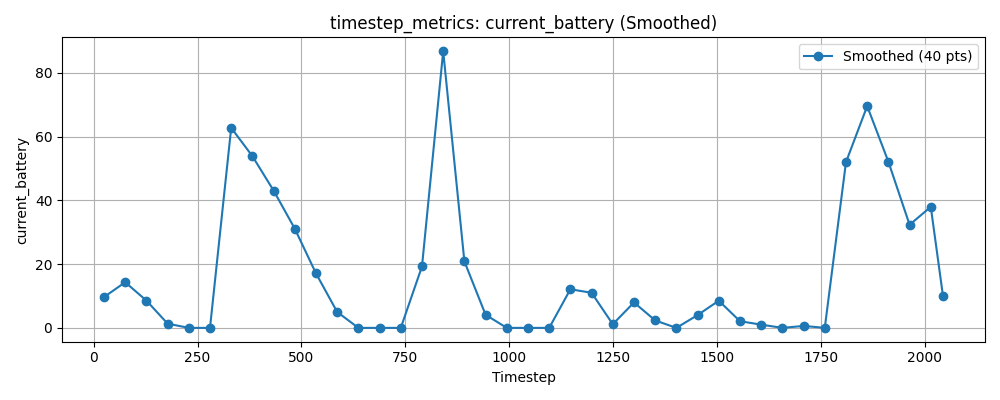 timestep_metrics: current_battery (Smoothed)
Smoothed (40 pts)
current_battery
80
60
40
20
0
0 250 500 750 1000 1250 1500 1750 2000
Timestep